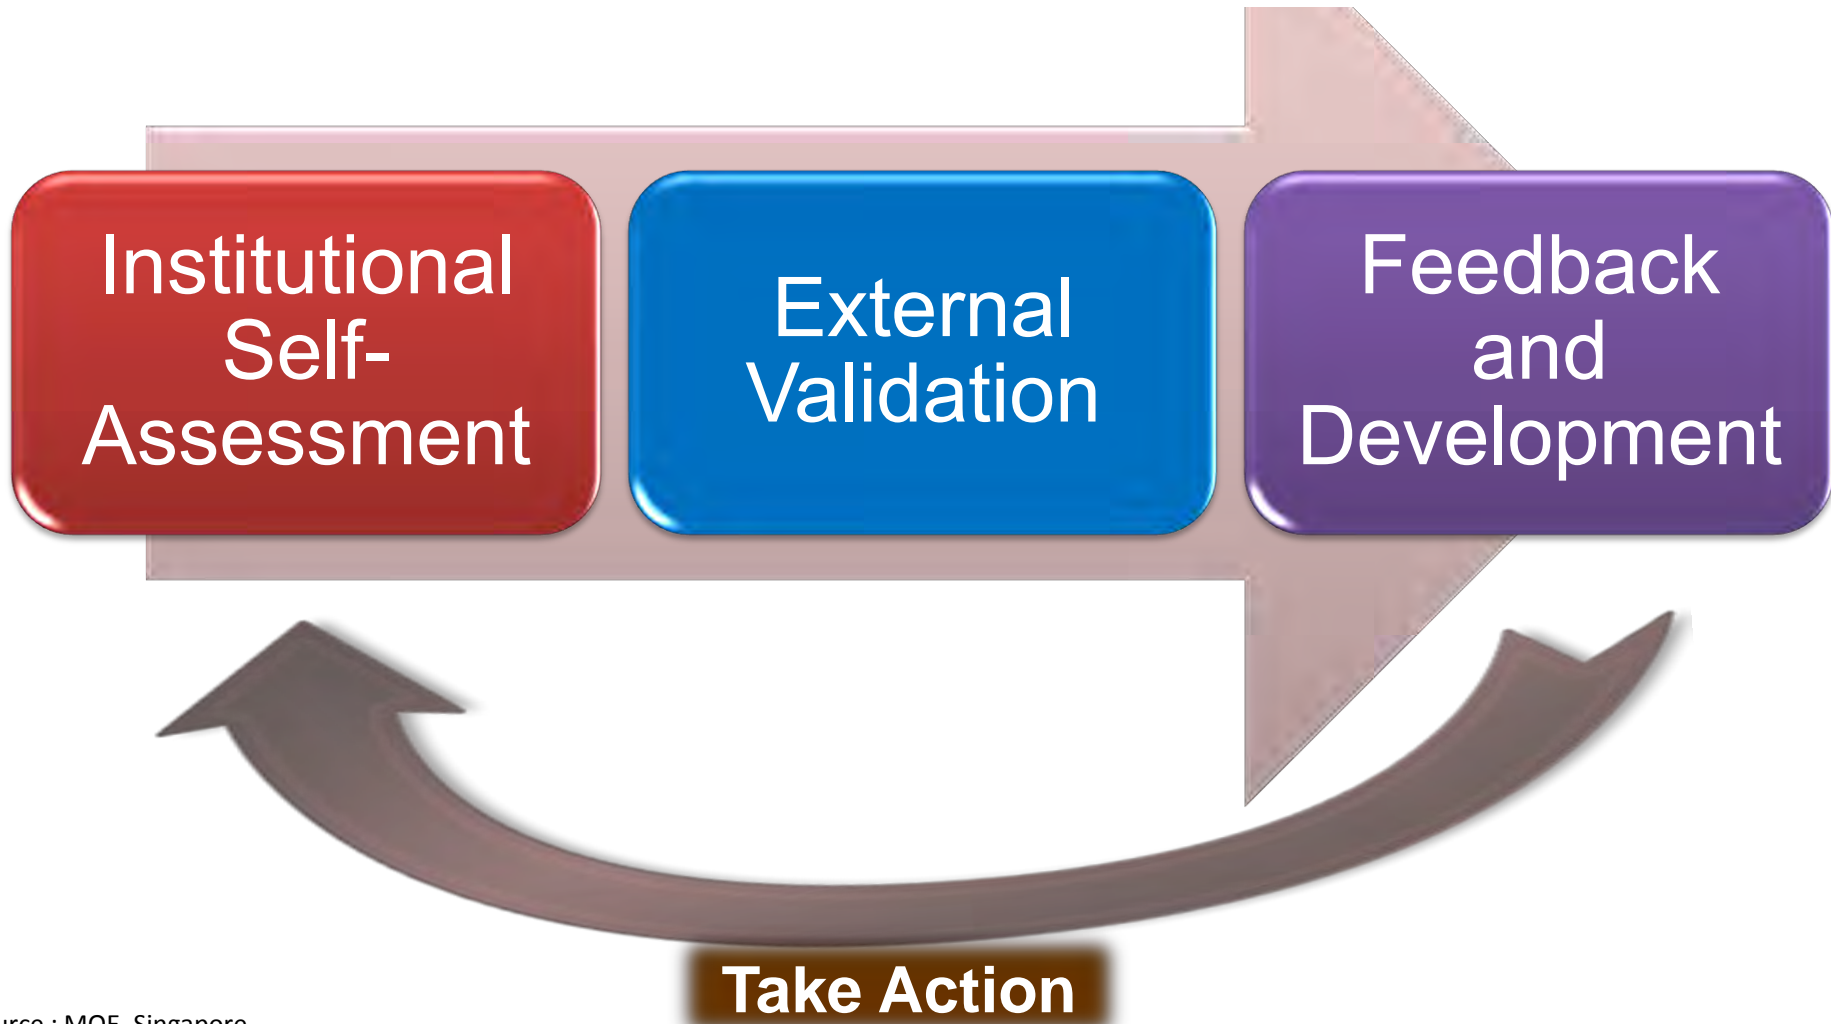 Institutional
Self-
Assessment
External
Validation
Feedback
and
Development
Take Action
: MOE, Singapore